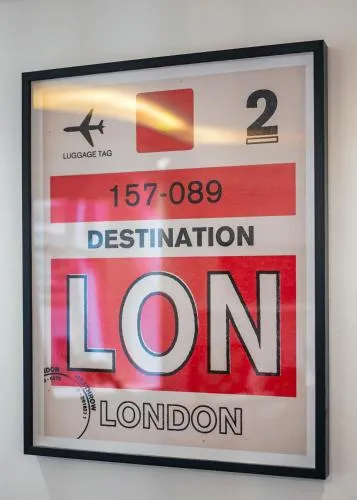 2
LUGGAGE TAG
157-089
DESTINATION
LON
LONDON